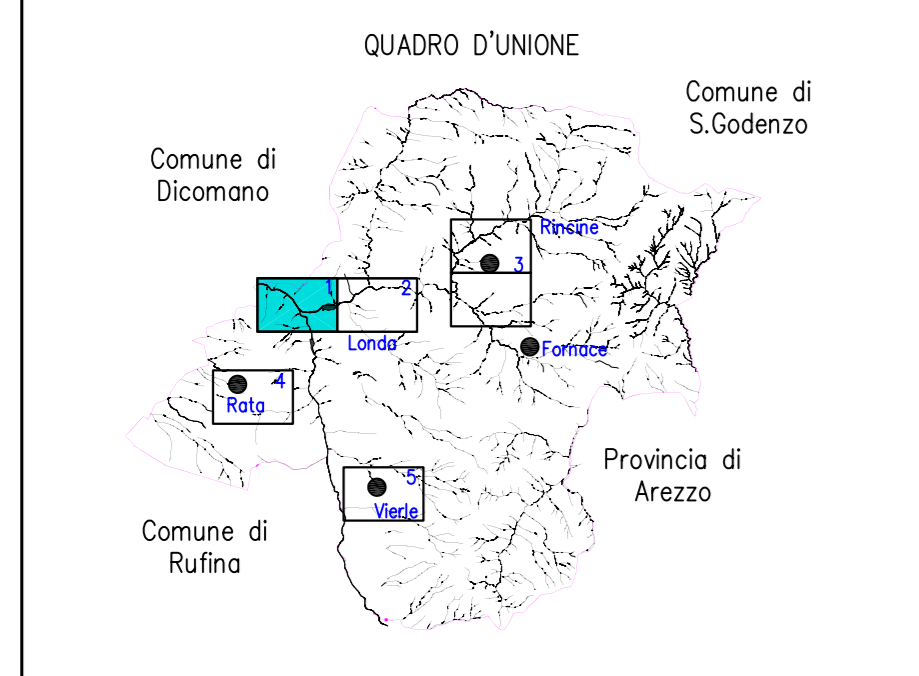 QUADRO D'UNIONE
Comune di
S.Godenzo
Comune di
Dicomano
Rincine
3
1
2
Londa
Fornace
4
Rata
Provincia di
Arezzo
5
Vierle
Comune di
Rufina